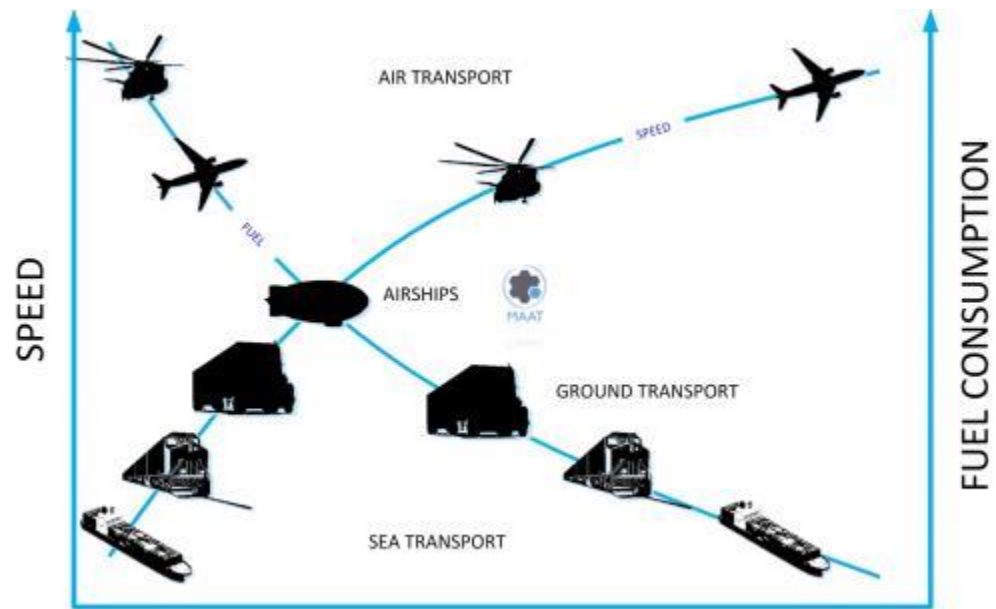 AIR TRANSPORT
SPEED
FUEL
SPEED
AIRSHIPS
MAAT
FUEL CONSUMPTION
GROUND TRANSPORT
SEA TRANSPORT